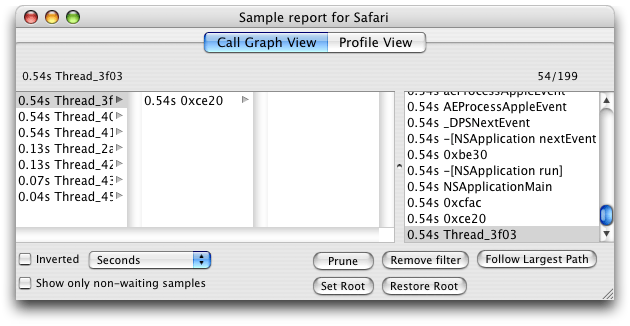 Sample report for Safari
Call Graph View Profile View
0.54s Thread_3f03 54/199
0.54s Thread_3f
0.54s Thread_40
0.54s Thread_41
0.13s Thread_2a
0.13s Thread_42
0.07s Thread_43
0.04s Thread_45
0.54s 0xce20
0.54s aeProcessAppleEvent
0.54s AEProcessAppleEvent
0.54s _DPSNextEvent
0.54s -[NSApplication nextEvent
0.54s 0xbe30
0.54s -[NSApplication run]
0.54s NSApplicationMain
0.54s 0xcfac
0.54s 0xce20
0.54s Thread_3f03
Inverted Seconds Prune Remove filter Follow Largest Path
Show only non-waiting samples Set Root Restore Root